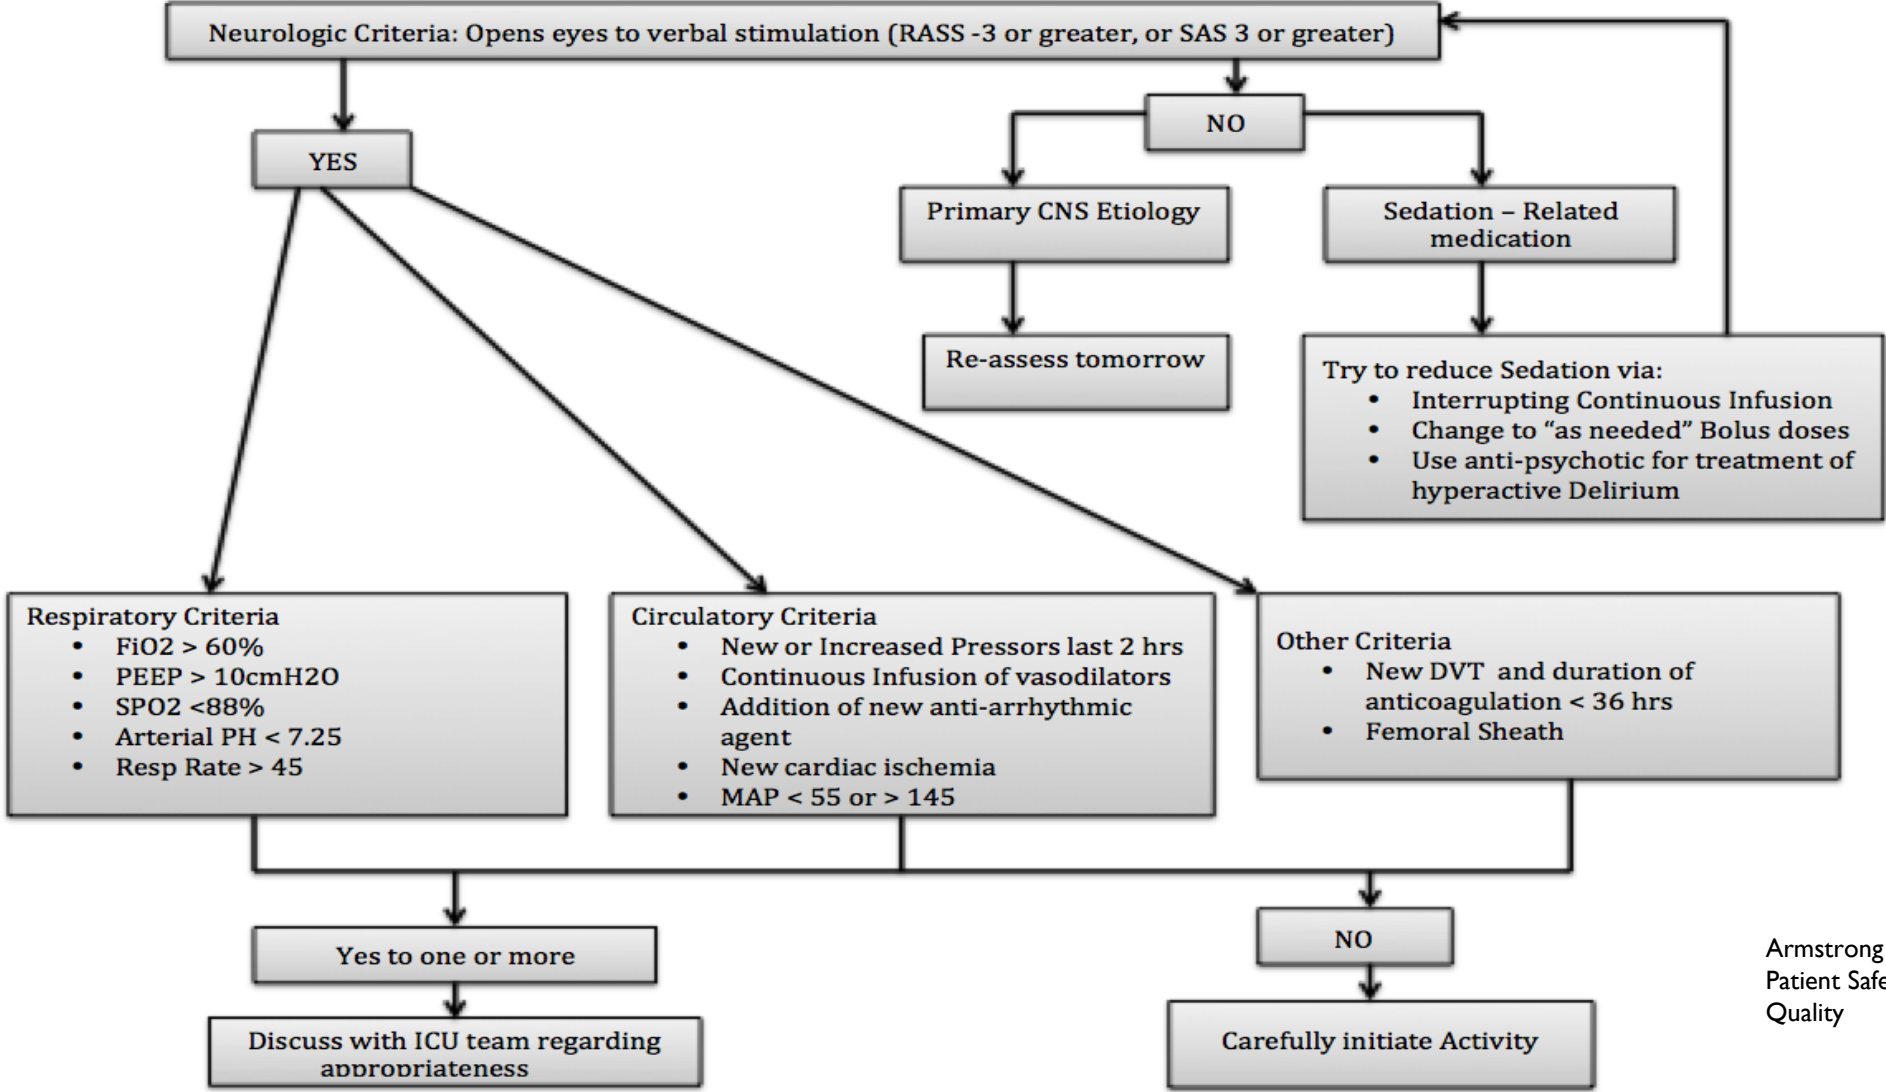 Neurologic Criteria: Opens eyes to verbal stimulation (RASS -3 or greater, or SAS 3 or greater)
YES
NO
Primary CNS Etiology
Sedation – Related
medication
Re-assess tomorrow
Try to reduce Sedation via:
• Interrupting Continuous Infusion
• Change to “as needed” Bolus doses
• Use anti-psychotic for treatment of
hyperactive Delirium
Respiratory Criteria
• FiO2 > 60%
• PEEP > 10cmH2O
• SPO2 <88%
• Arterial PH < 7.25
• Resp Rate > 45
Circulatory Criteria
• New or Increased Pressors last 2 hrs
• Continuous Infusion of vasodilators
• Addition of new anti-arrhythmic
agent
• New cardiac ischemia
• MAP < 55 or > 145
Other Criteria
• New DVT and duration of
anticoagulation < 36 hrs
• Femoral Sheath
Yes to one or more
NO
Discuss with ICU team regarding
appropriateness
Carefully initiate Activity
Armstrong
Patient Safe
Quality